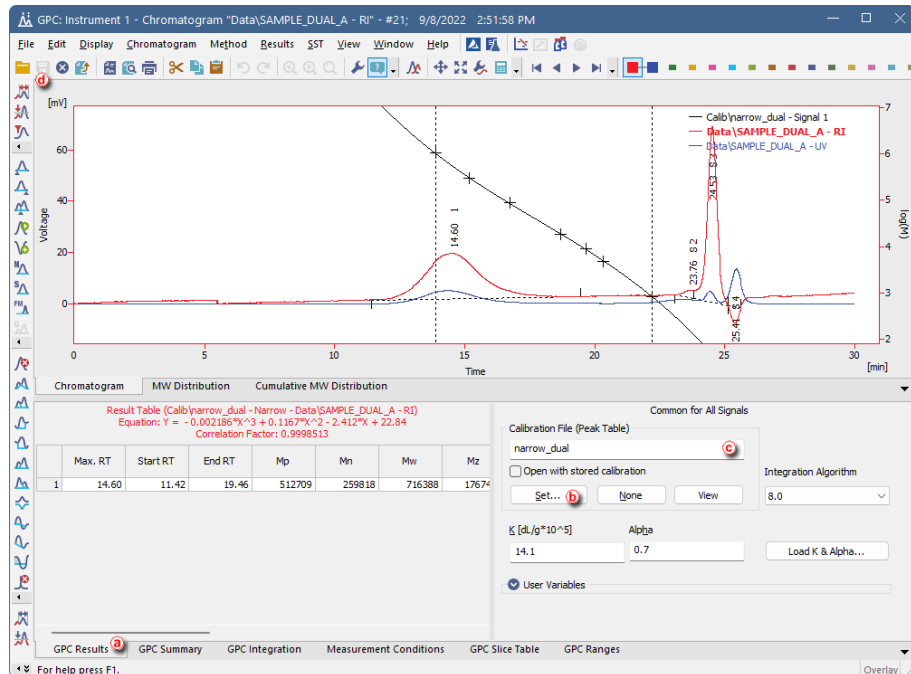 GPC: Instrument 1 - Chromatogram "Data\SAMPLE_DUAL_A - RI" - #21; 9/8/2022 2:51:58 PM
File Edit Display Chromatogram Method Results SST View Window Help
d
[mV]
60
40
20
0
Voltage
7
6
5
4
3
2
log(M)
Calib\narrow_dual - Signal 1
Data\SAMPLE_DUAL_A - RI
Data\SAMPLE_DUAL_A - UV
14.60 1
23.76 S 2
24.53 S 3
25.41 S 4
0 5 10 15 20 25 30
Time
[min]
Chromatogram MW Distribution Cumulative MW Distribution
Result Table (Calib\narrow_dual - Narrow - Data\SAMPLE_DUAL_A - RI)
Equation: Y = - 0.002186*X^3 + 0.1167*X^2 - 2.412*X + 22.84
Correlation Factor: 0.9998513
Max. RT Start RT End RT Mp Mn Mw Mz
1 14.60 11.42 19.46 512709 259818 716388 17674
Common for All Signals
Calibration File (Peak Table)
narrow_dual c
Open with stored calibration
Set... b None View
Integration Algorithm
8.0
K [dL/g*10^5] Alpha
14.1 0.7 Load K & Alpha...
User Variables
GPC Results a GPC Summary GPC Integration Measurement Conditions GPC Slice Table GPC Ranges
For help press F1. Overlay